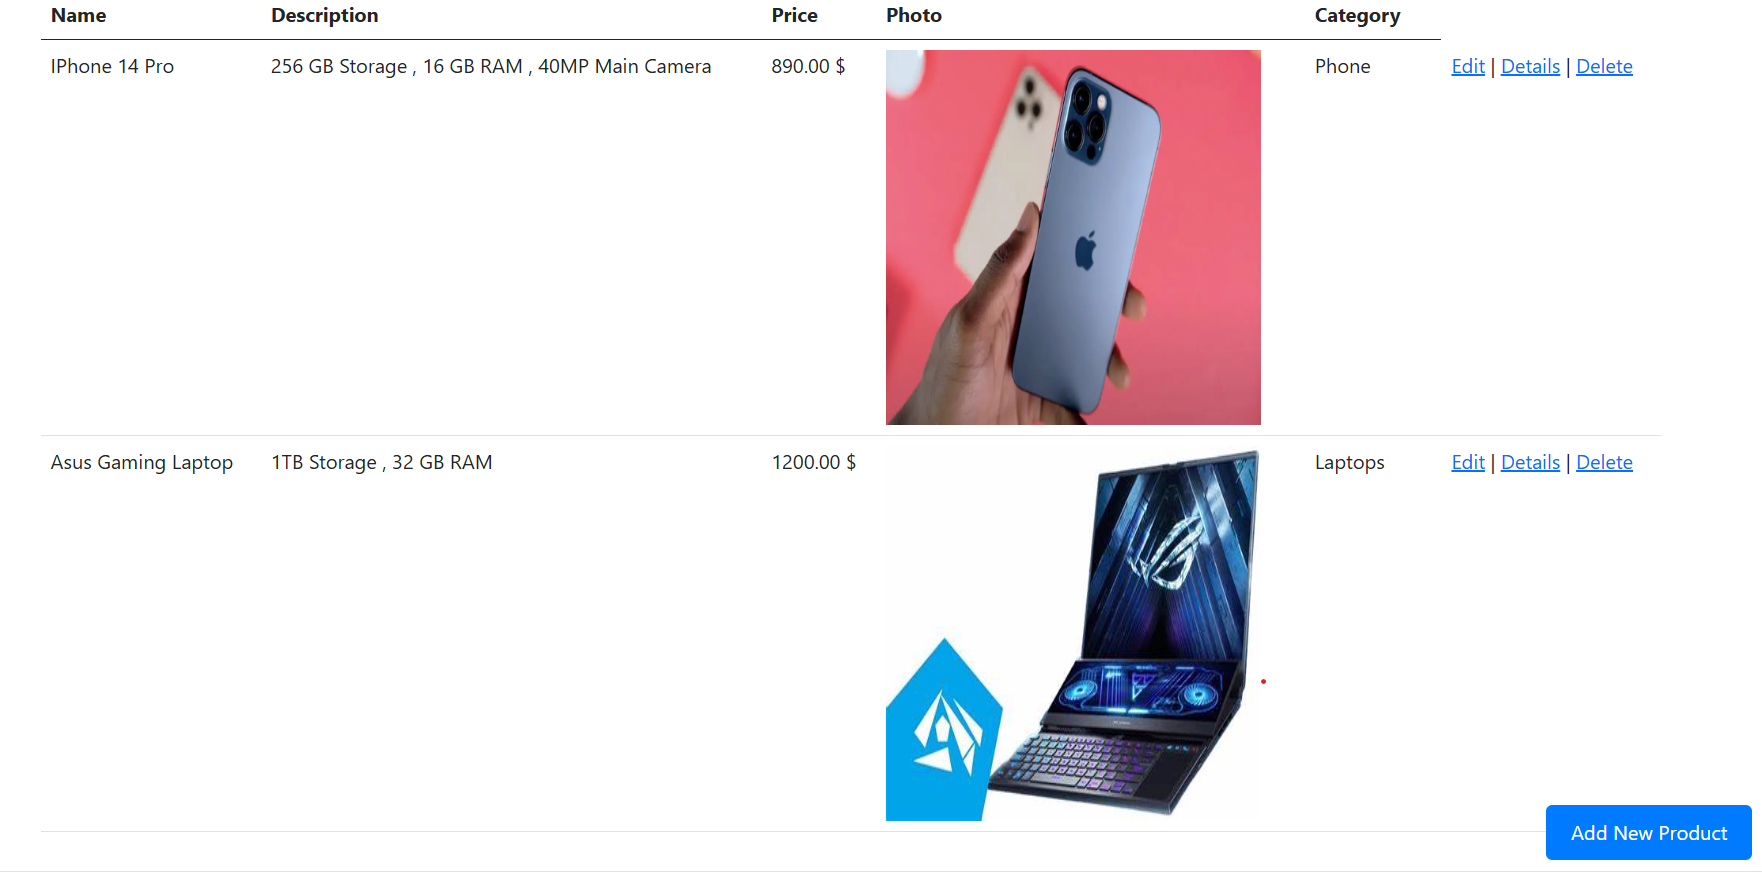 Name Description Price Photo Category
IPhone 14 Pro 256 GB Storage , 16 GB RAM , 40MP Main Camera 890.00 $ Phone Edit | Details | Delete
Asus Gaming Laptop 1TB Storage , 32 GB RAM 1200.00 $ Laptops Edit | Details | Delete
Add New Product